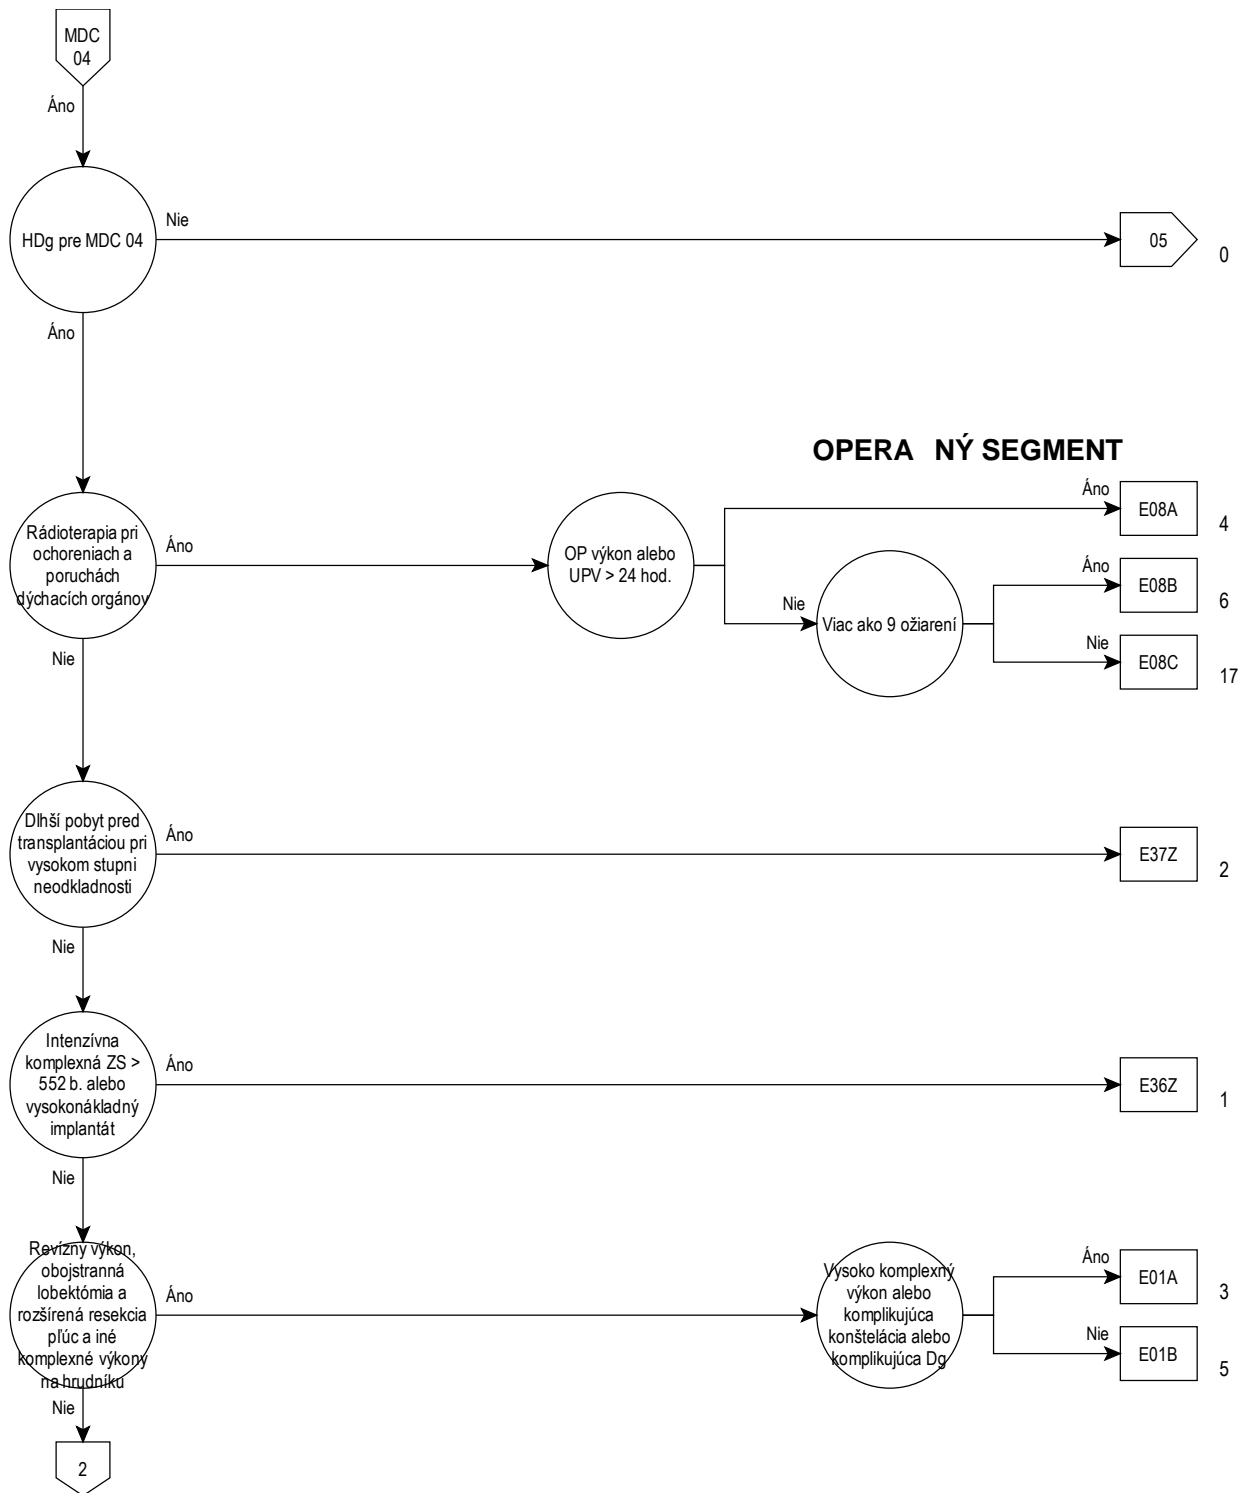 MDC
04
Áno
HDg pre MDC 04
Nie
05
0
Áno
OPERA NÝ SEGMENT
Rádioterapia pri
ochoreniach a
poruchách
dýchacích orgánov
Áno
OP výkon alebo
UPV > 24 hod.
Áno
E08A
4
Nie
Viac ako 9 ožiarení
Áno
E08B
6
Nie
E08C
17
Nie
Dlhší pobyt pred
transplantáciou pri
vysokom stupni
neodkladnosti
Áno
E37Z
2
Nie
Intenzívna
komplexná ZS >
552 b. alebo
vysokonákladný
implantát
Áno
E36Z
1
Nie
Revízny výkon,
obojstranná
lobektómia a
rozšírená resekcia
pľúc a iné
komplexné výkony
na hrudníku
Áno
Vysoko komplexný
výkon alebo
komplikujúca
konštelácia alebo
komplikujúca Dg
Áno
E01A
3
Nie
E01B
5
Nie
2